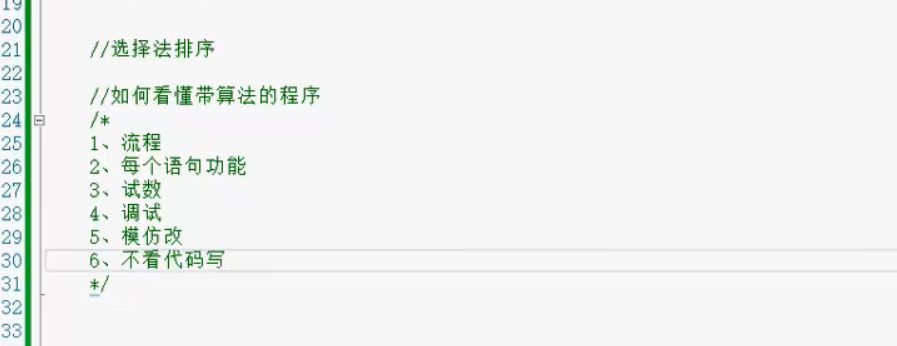 19
20
21 //选择法排序
22
23 //如何看懂带算法的程序
24 /*
25 1、流程
26 2、每个语句功能
27 3、试数
28 4、调试
29 5、模仿改
30 6、不看代码写
31 */
32
33